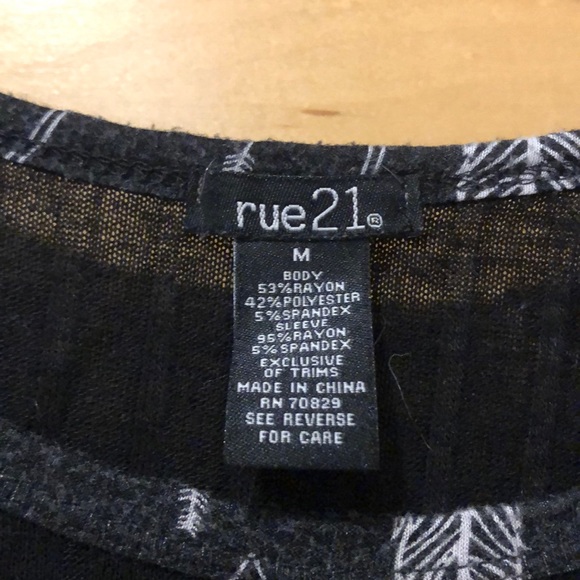 rue21®
M
BODY
53%RAYON
42%POLYESTER
5%SPANDEX
SLEEVE
95%RAYON
5%SPANDEX
EXCLUSIVE
OF TRIMS
MADE IN CHINA
RN 70829
SEE REVERSE
FOR CARE